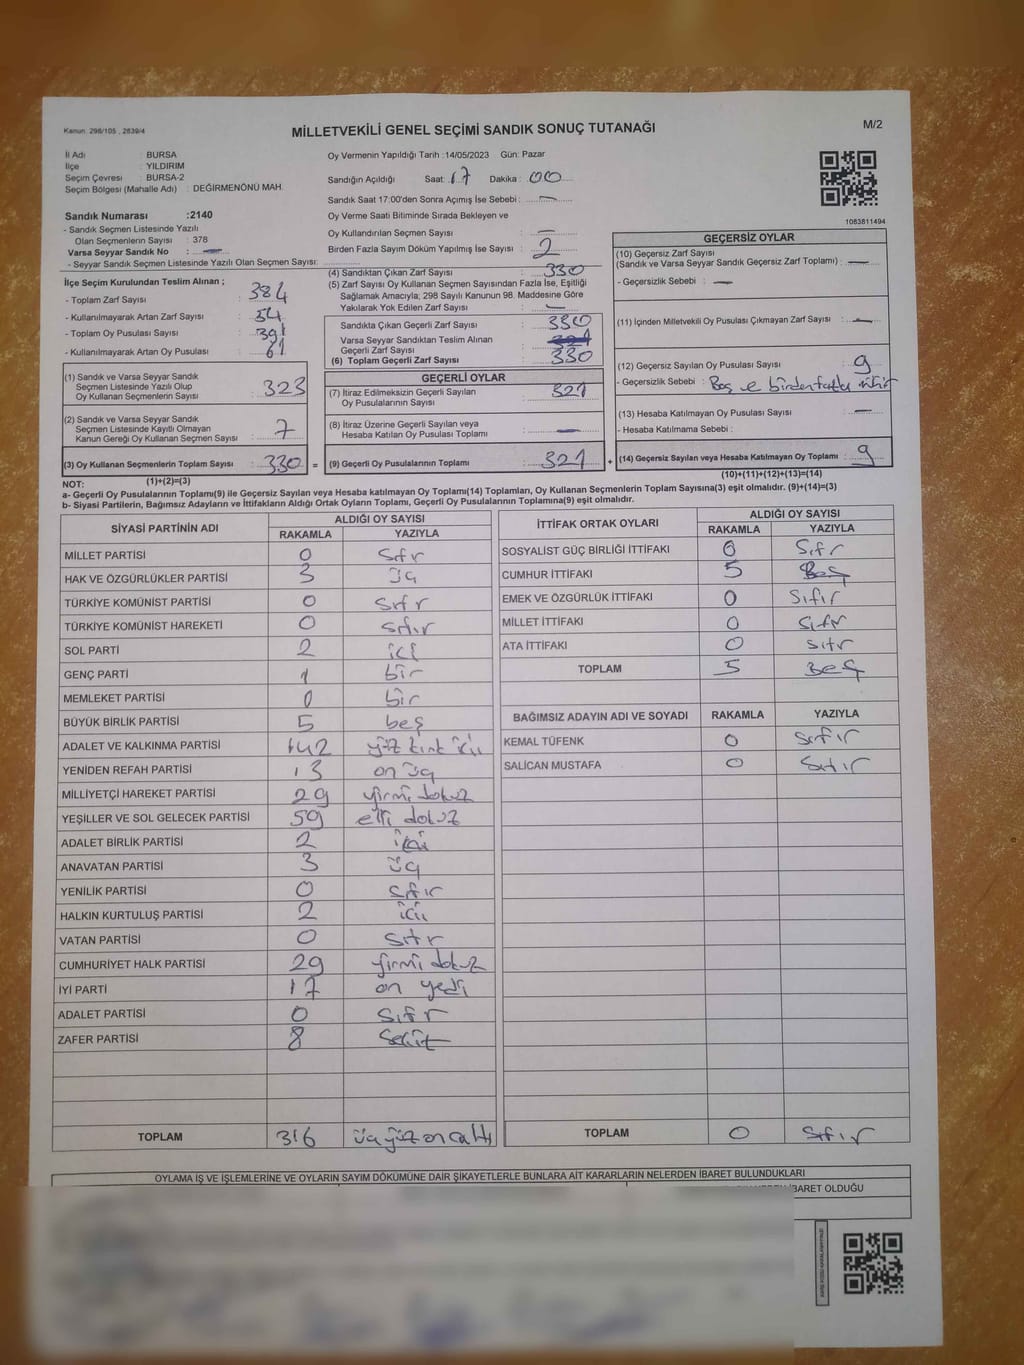 Kanun. 298/105 , 2839/4
MİLLETVEKİLİ GENEL SEÇİMİ SANDIK SONUÇ TUTANAĞI
M/2
İl Adı : BURSA
İlçe : YILDIRIM
Seçim Çevresi : BURSA-2
Seçim Bölgesi (Mahalle Adı) : DEĞİRMENÖNÜ MAH.
Oy Vermenin Yapıldığı Tarih :14/05/2023 Gün: Pazar
Sandığın Açıldığı Saat: 17 Dakika : 00
Sandık Saat 17:00'den Sonra Açımış İse Sebebi : —
Oy Verme Saati Bitiminde Sırada Bekleyen ve
Oy Kullandırılan Seçmen Sayısı : —
Birden Fazla Sayım Döküm Yapılmış İse Sayısı : 2
1083811494
Sandık Numarası :2140
- Sandık Seçmen Listesinde Yazılı
Olan Seçmenlerin Sayısı : 378
Varsa Seyyar Sandık No : —
- Seyyar Sandık Seçmen Listesinde Yazılı Olan Seçmen Sayısı:
İlçe Seçim Kurulundan Teslim Alınan ;
- Toplam Zarf Sayısı : 384
- Kullanılmayarak Artan Zarf Sayısı : 54
- Toplam Oy Pusulası Sayısı : 391
- Kullanılmayarak Artan Oy Pusulası : 61
(1) Sandık ve Varsa Seyyar Sandık
Seçmen Listesinde Yazılı Olup
Oy Kullanan Seçmenlerin Sayısı : 323
(2) Sandık ve Varsa Seyyar Sandık
Seçmen Listesinde Kayıtlı Olmayan
Kanun Gereği Oy Kullanan Seçmen Sayısı : 7
(3) Oy Kullanan Seçmenlerin Toplam Sayısı : 330 =
(1)+(2)=(3)
(4) Sandıktan Çıkan Zarf Sayısı : 330
(5) Zarf Sayısı Oy Kullanan Seçmen Sayısından Fazla İse, Eşitliği
Sağlamak Amacıyla; 298 Sayılı Kanunun 98. Maddesine Göre
Yakılarak Yok Edilen Zarf Sayısı : —
Sandıkta Çıkan Geçerli Zarf Sayısı : 330
Varsa Seyyar Sandıktan Teslim Alınan
Geçerli Zarf Sayısı :
(6) Toplam Geçerli Zarf Sayısı : 330
GEÇERLİ OYLAR
(7) İtiraz Edilmeksizin Geçerli Sayılan
Oy Pusulalarının Sayısı : 321
(8) İtiraz Üzerine Geçerli Sayılan veya
Hesaba Katılan Oy Pusulası Toplamı : —
(9) Geçerli Oy Pusulalarının Toplamı : 321 +
GEÇERSİZ OYLAR
(10) Geçersiz Zarf Sayısı
(Sandık ve Varsa Seyyar Sandık Geçersiz Zarf Toplamı) : —
- Geçersizlik Sebebi : —
(11) İçinden Milletvekili Oy Pusulası Çıkmayan Zarf Sayısı : —
(12) Geçersiz Sayılan Oy Pusulası Sayısı : 9
- Geçersizlik Sebebi : Boş ve birden fazla
(13) Hesaba Katılmayan Oy Pusulası Sayısı : —
- Hesaba Katılmama Sebebi :
(14) Geçersiz Sayılan veya Hesaba Katılmayan Oy Toplamı : 9
(10)+(11)+(12)+(13)=(14)
NOT:
a- Geçerli Oy Pusulalarının Toplamı(9) ile Geçersiz Sayılan veya Hesaba katılmayan Oy Toplamı(14) Toplamları, Oy Kullanan Seçmenlerin Toplam Sayısına(3) eşit olmalıdır. (9)+(14)=(3)
b- Siyasi Partilerin, Bağımsız Adayların ve İttifakların Aldığı Ortak Oyların Toplamı, Geçerli Oy Pusulalarının Toplamına(9) eşit olmalıdır.
SİYASİ PARTİNİN ADI ALDIĞI OY SAYISI
RAKAMLA YAZIYLA
MİLLET PARTİSİ 0 Sıfır
HAK VE ÖZGÜRLÜKLER PARTİSİ 3 üç
TÜRKİYE KOMÜNİST PARTİSİ 0 sıfır
TÜRKİYE KOMÜNİST HAREKETİ 0 sıfır
SOL PARTİ 2 iki
GENÇ PARTİ 1 bir
MEMLEKET PARTİSİ 0 bir
BÜYÜK BİRLİK PARTİSİ 5 beş
ADALET VE KALKINMA PARTİSİ 142 yüz kırk iki
YENİDEN REFAH PARTİSİ 13 on üç
MİLLİYETÇİ HAREKET PARTİSİ 29 yirmi dokuz
YEŞİLLER VE SOL GELECEK PARTİSİ 59 elli dokuz
ADALET BİRLİK PARTİSİ 2 iki
ANAVATAN PARTİSİ 3 üç
YENİLİK PARTİSİ 0 sıfır
HALKIN KURTULUŞ PARTİSİ 2 iki
VATAN PARTİSİ 0 sıfır
CUMHURİYET HALK PARTİSİ 29 yirmi dokuz
İYİ PARTİ 17 on yedi
ADALET PARTİSİ 0 sıfır
ZAFER PARTİSİ 8 sekiz
TOPLAM 316 üçyüz on altı
İTTİFAK ORTAK OYLARI ALDIĞI OY SAYISI
RAKAMLA YAZIYLA
SOSYALİST GÜÇ BİRLİĞİ İTTİFAKI 0 Sıfır
CUMHUR İTTİFAKI 5 Beş
EMEK VE ÖZGÜRLÜK İTTİFAKI 0 Sıfır
MİLLET İTTİFAKI 0 sıfır
ATA İTTİFAKI 0 sıfır
TOPLAM 5 Beş
BAĞIMSIZ ADAYIN ADI VE SOYADI RAKAMLA YAZIYLA
KEMAL TÜFENK 0 sıfır
SALİCAN MUSTAFA 0 Sıfır
TOPLAM 0 Sıfır
OYLAMA İŞ VE İŞLEMLERİNE VE OYLARIN SAYIM DÖKÜMÜNE DAİR ŞİKAYETLERLE BUNLARA AİT KARARLARIN NELERDEN İBARET BULUNDUKLARI
İBARET OLDUĞU